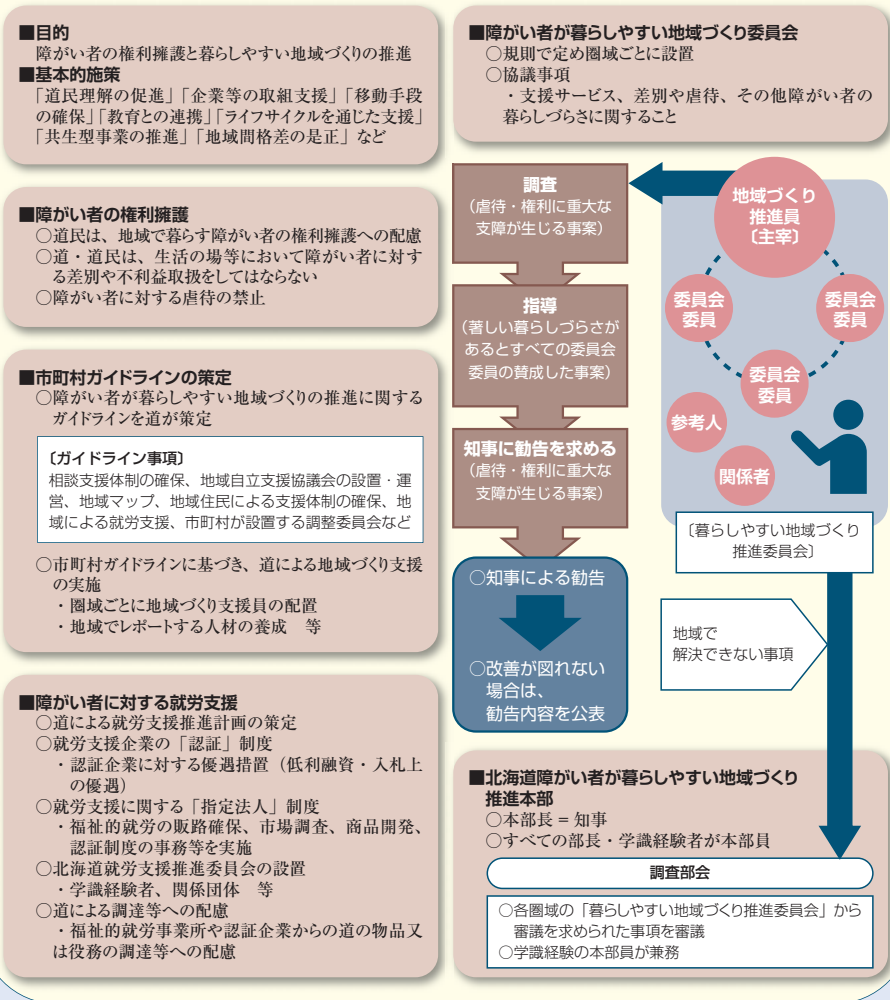 ■目的
障がい者の権利擁護と暮らしやすい地域づくりの推進
■基本的施策
「道民理解の促進」「企業等の取組支援」「移動手段
の確保」「教育との連携」「ライフサイクルを通じた支援」
「共生型事業の推進」「地域間格差の是正」など
■障がい者の権利擁護
○道民は、地域で暮らす障がい者の権利擁護への配慮
○道・道民は、生活の場等において障がい者に対す
る差別や不利益取扱をしてはならない
○障がい者に対する虐待の禁止
■市町村ガイドラインの策定
○障がい者が暮らしやすい地域づくりの推進に関する
ガイドラインを道が策定
〔ガイドライン事項〕
相談支援体制の確保、地域自立支援協議会の設置・運
営、地域マップ、地域住民による支援体制の確保、地
域による就労支援、市町村が設置する調整委員会など
○市町村ガイドラインに基づき、道による地域づくり支援
の実施
・圏域ごとに地域づくり支援員の配置
・地域でレポートする人材の養成 等
■障がい者に対する就労支援
○道による就労支援推進計画の策定
○就労支援企業の「認証」制度
・認証企業に対する優遇措置（低利融資・入札上
の優遇）
○就労支援に関する「指定法人」制度
・福祉的就労の販路確保、市場調査、商品開発、
認証制度の事務等を実施
○北海道就労支援推進委員会の設置
・学識経験者、関係団体 等
○道による調達等への配慮
・福祉的就労事業所や認証企業からの道の物品又
は役務の調達等への配慮
■障がい者が暮らしやすい地域づくり委員会
○規則で定め圏域ごとに設置
○協議事項
・支援サービス、差別や虐待、その他障がい者の
暮らしづらさに関すること
調査
（虐待・権利に重大な
支障が生じる事案）
指導
（著しい暮らしづらさが
あるとすべての委員会
委員の賛成した事案）
知事に勧告を求める
（虐待・権利に重大な
支障が生じる事案）
○知事による勧告
○改善が図れない
場合は、
勧告内容を公表
地域づくり
推進員
〔主宰〕
委員会
委員
委員会
委員
委員会
委員
参考人
関係者
〔暮らしやすい地域づくり
推進委員会〕
地域で
解決できない事項
■北海道障がい者が暮らしやすい地域づくり
推進本部
○本部長＝知事
○すべての部長・学識経験者が本部員
調査部会
○各圏域の「暮らしやすい地域づくり推進委員会」から
審議を求められた事項を審議
○学識経験の本部員が兼務